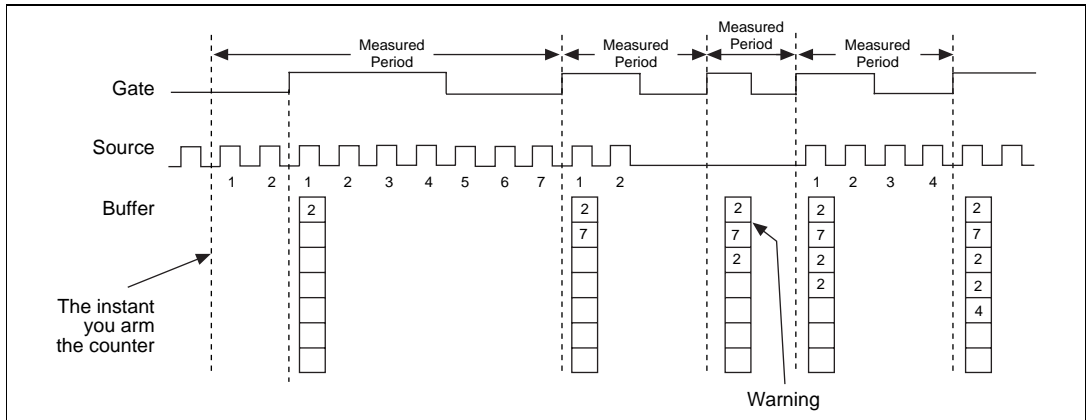 Measured
Period
Measured
Period
Measured
Period
Measured
Period
Gate
Source
1 2 1 2 3 4 5 6 7 1 2 1 2 3 4
Buffer
2 2 2 2 2
7 7 7 7
2 2 2
2 2
4
The instant
you arm
the counter
Warning